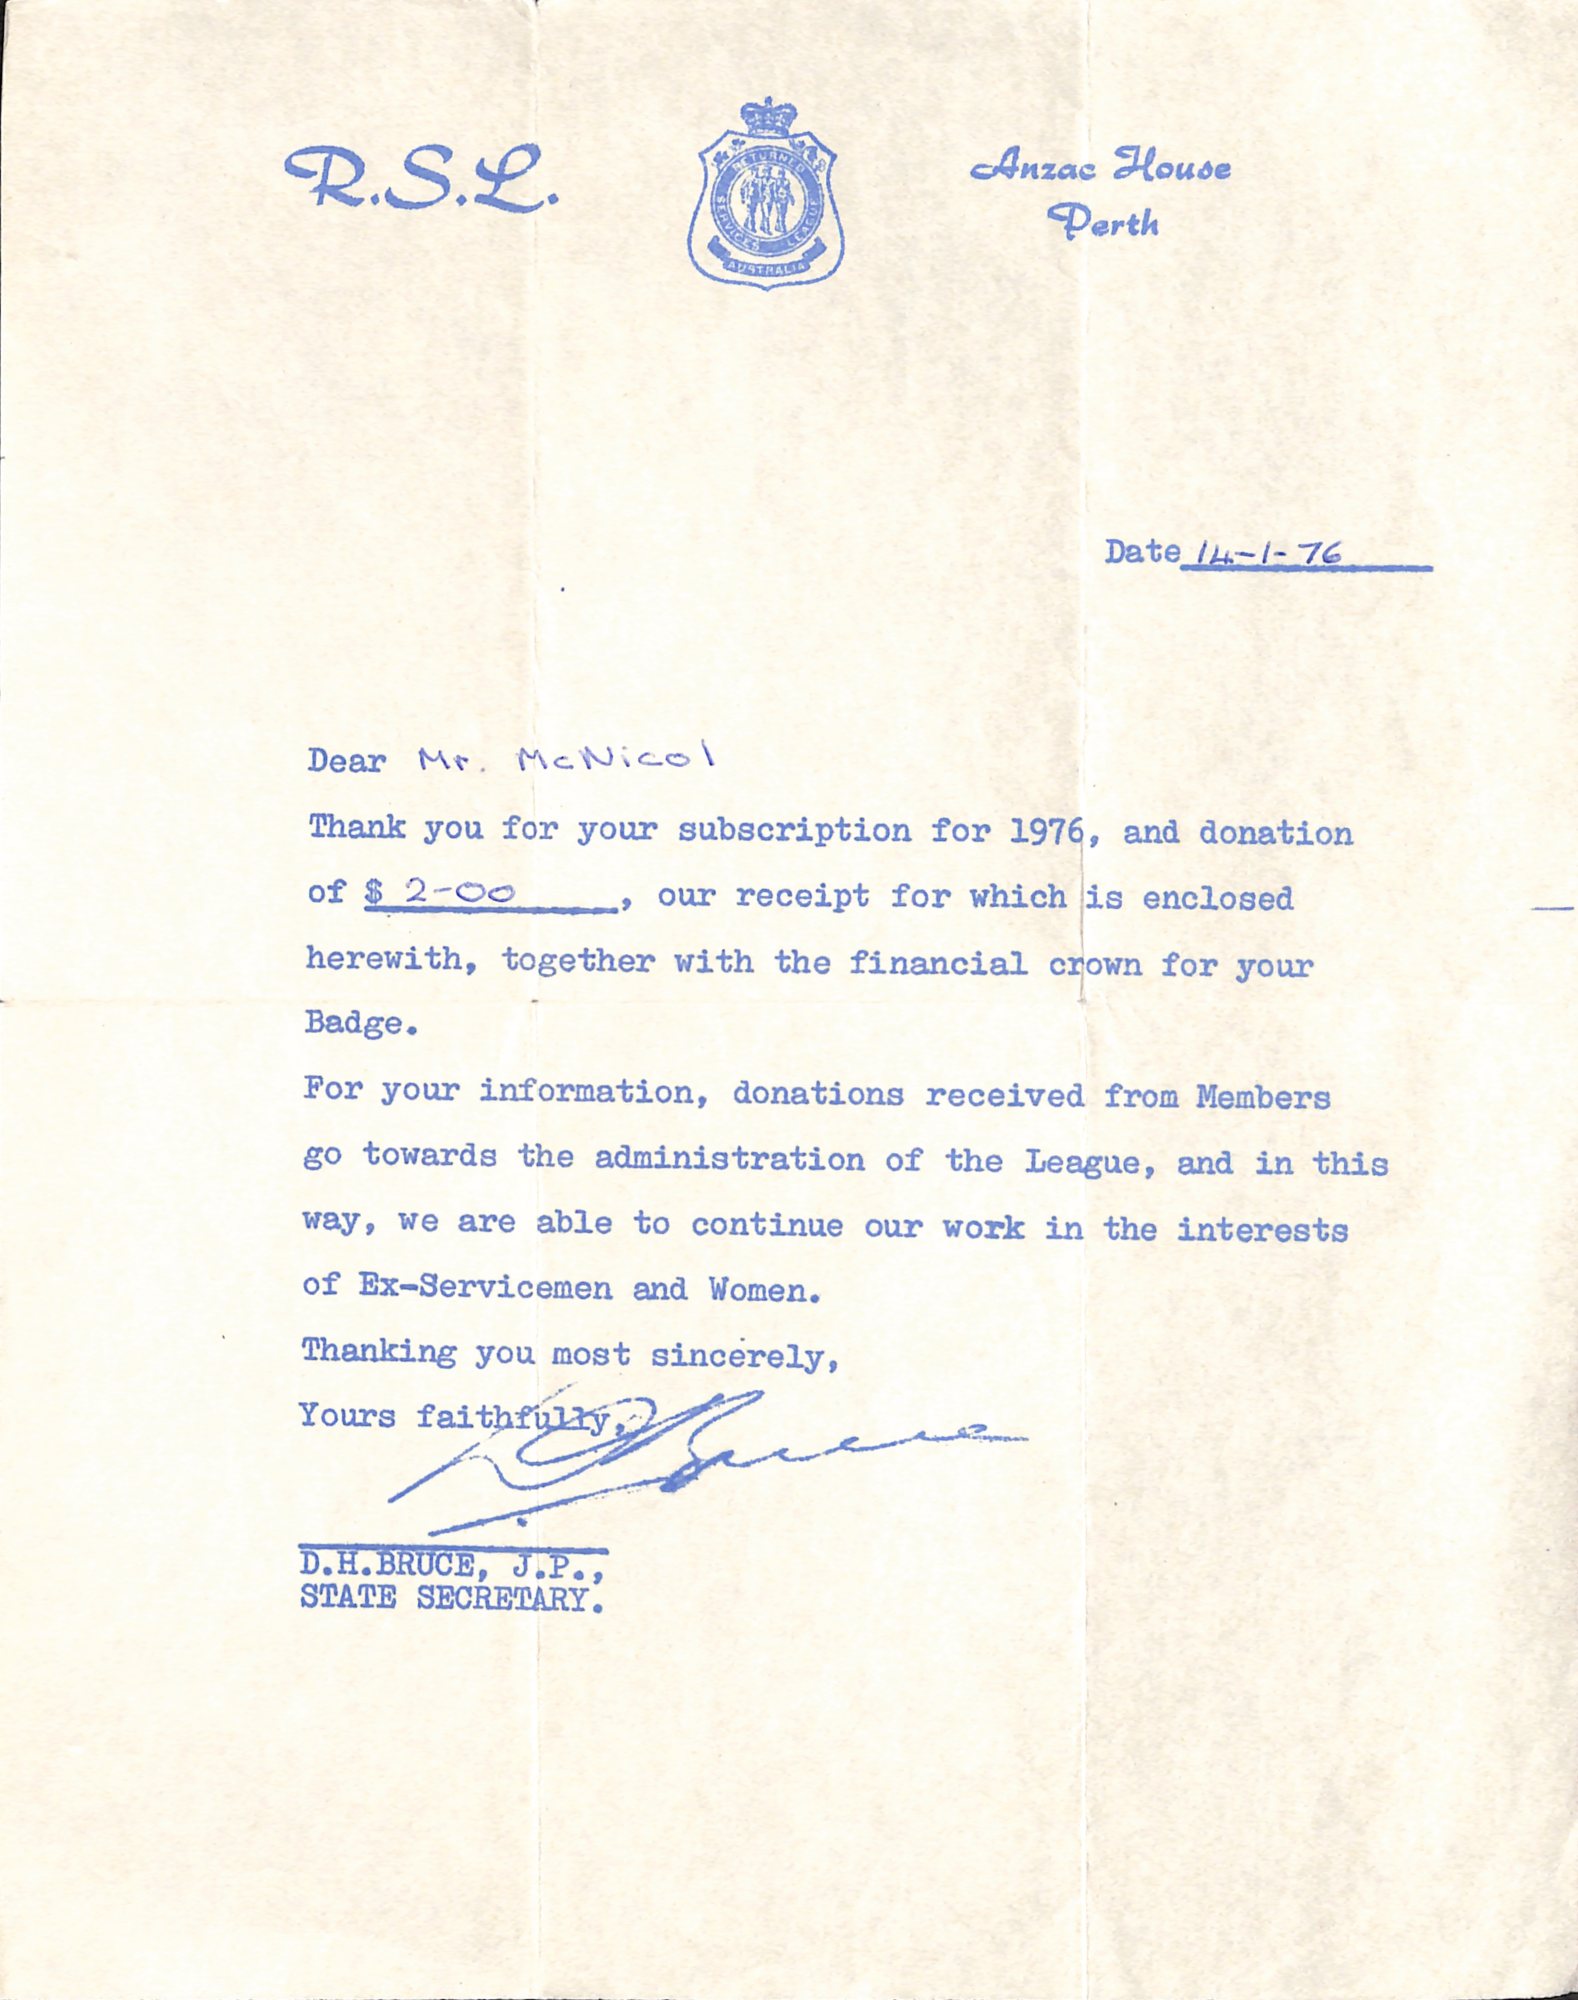 R.S.L.
RETURNED
SERVICES LEAGUE
AUSTRALIA
Anzac House
Perth
Date 14-1-76
Dear Mr. McNicol
Thank you for your subscription for 1976, and donation
of $ 2-00, our receipt for which is enclosed
herewith, together with the financial crown for your
Badge.
For your information, donations received from Members
go towards the administration of the League, and in this
way, we are able to continue our work in the interests
of Ex-Servicemen and Women.
Thanking you most sincerely,
Yours faithfully,
D.H.BRUCE, J.P.,
STATE SECRETARY.